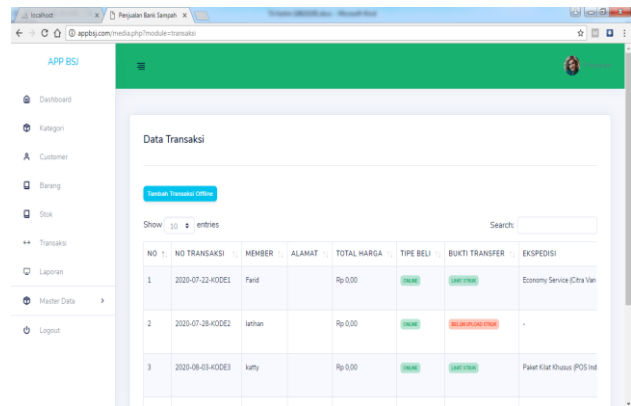 localhost
Penjualan Bank Sampah
appbsj.com/media.php?module=transaksi
APP BSJ
Dashboard
Kategori
Customer
Barang
Stok
Transaksi
Laporan
Master Data
Logout
Data Transaksi
Tambah Transaksi Offline
Show 10 entries
Search:
NO NO TRANSAKSI MEMBER ALAMAT TOTAL HARGA TIPE BELI BUKTI TRANSFER EKSPEDISI
1 2020-07-22-KODE1 Farid Rp 0,00 ONLINE LIHAT STRUK Economy Service (Citra Van
2 2020-07-28-KODE2 latihan Rp 0,00 ONLINE BELUM UPLOAD STRUK -
3 2020-08-03-KODE3 katty Rp 0,00 ONLINE LIHAT STRUK Paket Kilat Khusus (POS Ind